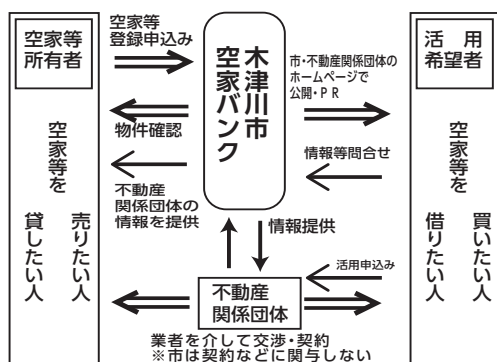 空家等
所有者
空家等を
売りたい人
貸したい人
空家等
登録申込み
物件確認
不動産
関係団体の
情報を提供
木津川市
空家バンク
市・不動産関係団体の
ホームページで
公開・PR
情報等問合せ
情報提供
活用申込み
不動産
関係団体
業者を介して交渉・契約
※市は契約などに関与しない
活用
希望者
空家等を
買いたい人
借りたい人